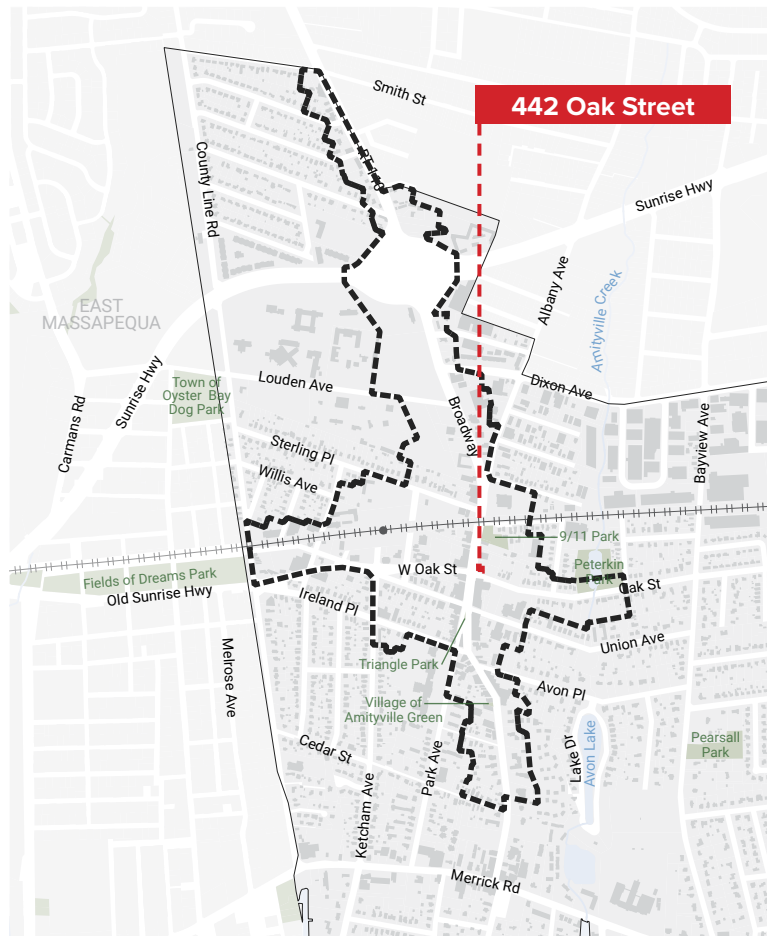 Smith St
442 Oak Street
RT 110
County Line Rd
Sunrise Hwy
Albany Ave
Amityville Creek
EAST
MASSAPEQUA
Sunrise Hwy
Town of
Oyster Bay
Dog Park
Louden Ave
Dixon Ave
Carmans Rd
Broadway
Bayview Ave
Sterling Pl
Willis Ave
9/11 Park
Peterkin
Park
W Oak St
Oak St
Fields of Dreams Park
Old Sunrise Hwy
Ireland Pl
Union Ave
Melrose Ave
Triangle Park
Avon Pl
Village of
Amityville Green
Cedar St
Park Ave
Lake Dr
Avon Lake
Pearsall
Park
Ketcham Ave
Merrick Rd